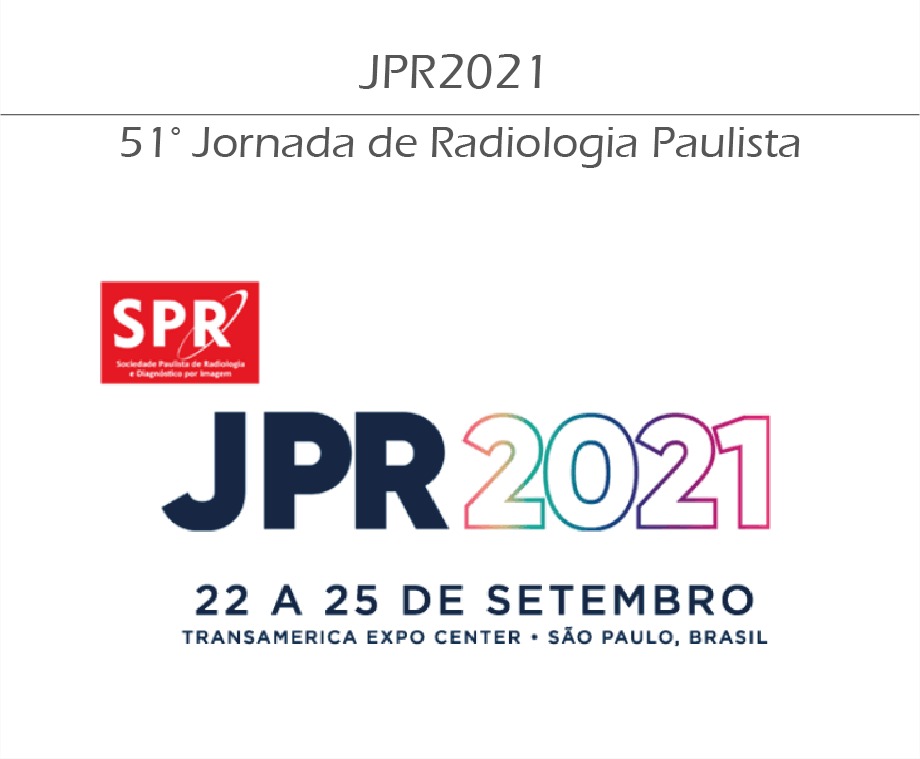 JPR2021
51° Jornada de Radiologia Paulista
SPR
Sociedade Paulista de Radiologia
e Diagnóstico por Imagem
JPR2021
22 A 25 DE SETEMBRO
TRANSAMERICA EXPO CENTER • SÃO PAULO, BRASIL